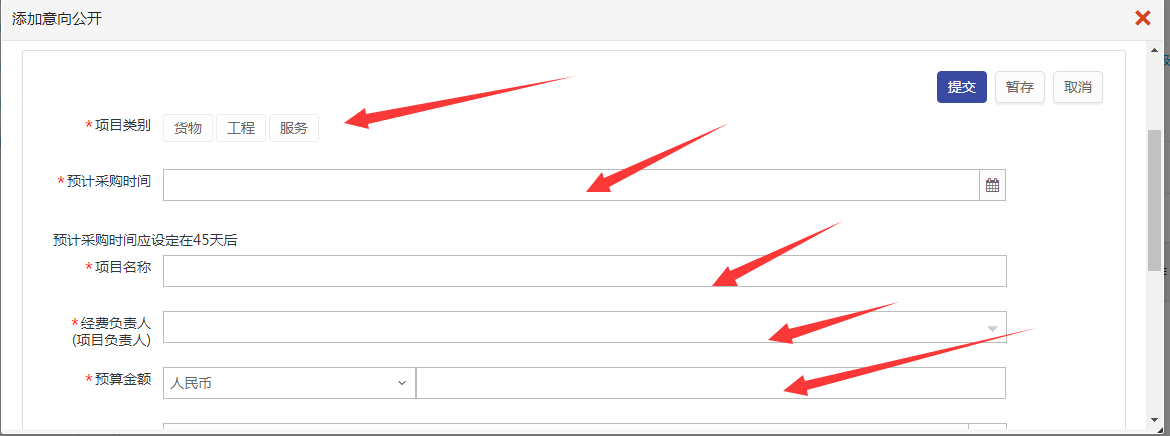 添加意向公开
提交 暂存 取消
*项目类别 货物 工程 服务
*预计采购时间
预计采购时间应设定在45天后
*项目名称
*经费负责人
(项目负责人)
*预算金额 人民币